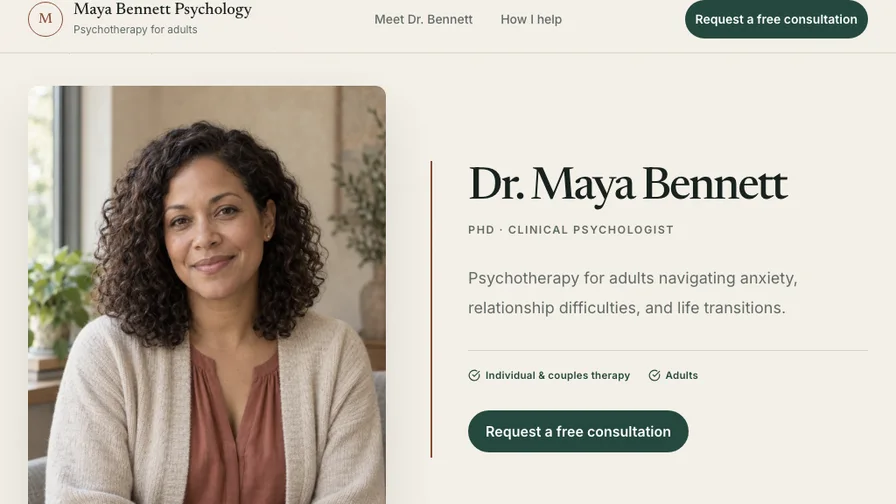 M
Maya Bennett Psychology
Psychotherapy for adults
Meet Dr. Bennett
How I help
Request a free consultation
Dr. Maya Bennett
PHD · CLINICAL PSYCHOLOGIST
Psychotherapy for adults navigating anxiety,
relationship difficulties, and life transitions.
Individual & couples therapy
Adults
Request a free consultation